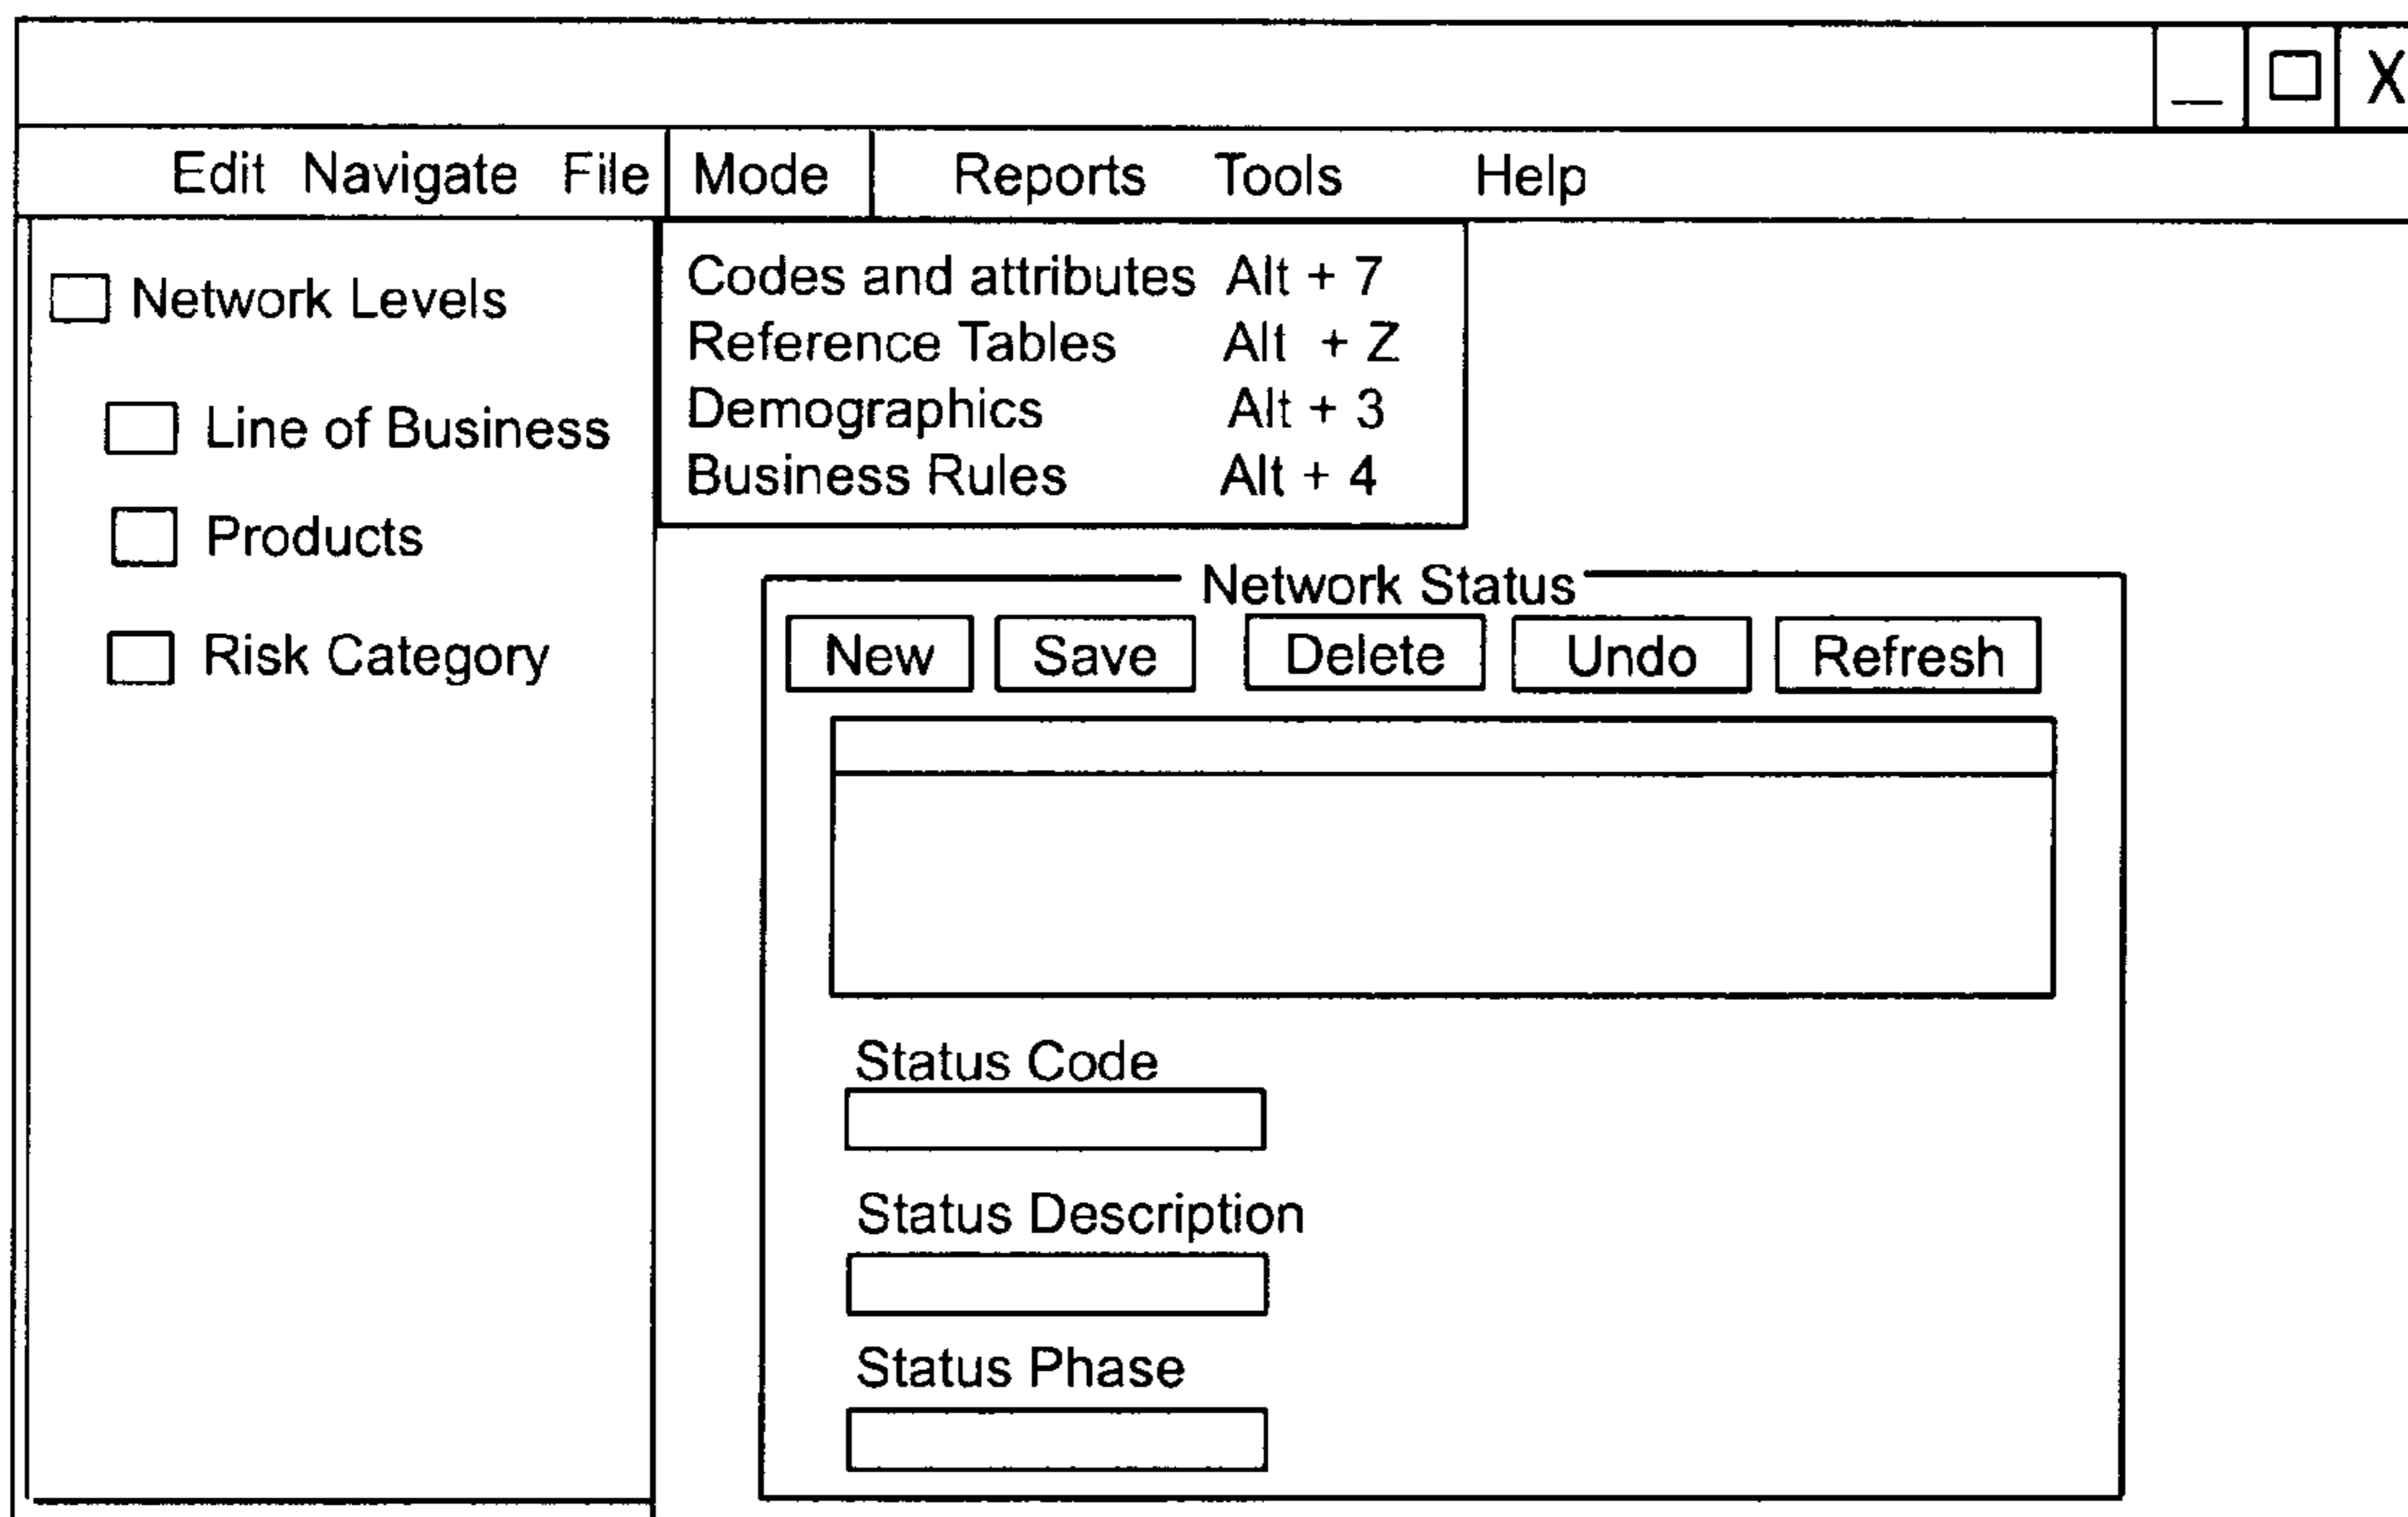 X
Edit Navigate File Mode Reports Tools Help
Network Levels
Line of Business
Products
Risk Category
Codes and attributes Alt + 7
Reference Tables Alt + Z
Demographics Alt + 3
Business Rules Alt + 4
Network Status
New Save Delete Undo Refresh
Status Code
Status Description
Status Phase